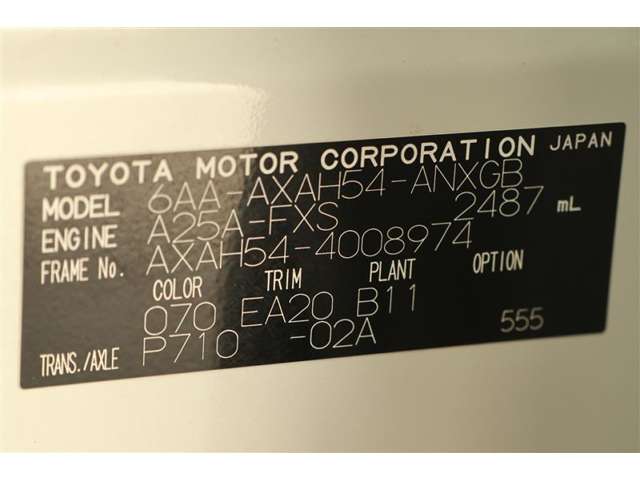 TOYOTA MOTOR CORPORATION JAPAN
MODEL 6AA-AXAH54-ANXGB
ENGINE A25A-FXS 2487 mL
FRAME No. AXAH54-4008974
COLOR TRIM PLANT OPTION
070 EA20 B11
TRANS./AXLE P710 -02A 555